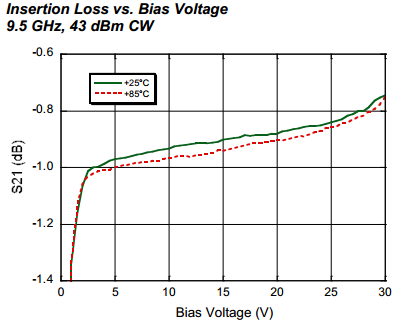 Insertion Loss vs. Bias Voltage
9.5 GHz, 43 dBm CW
-0.6
-0.8
-1.0
-1.2
-1.4
S21 (dB)
+25°C
+85°C
0 5 10 15 20 25 30
Bias Voltage (V)